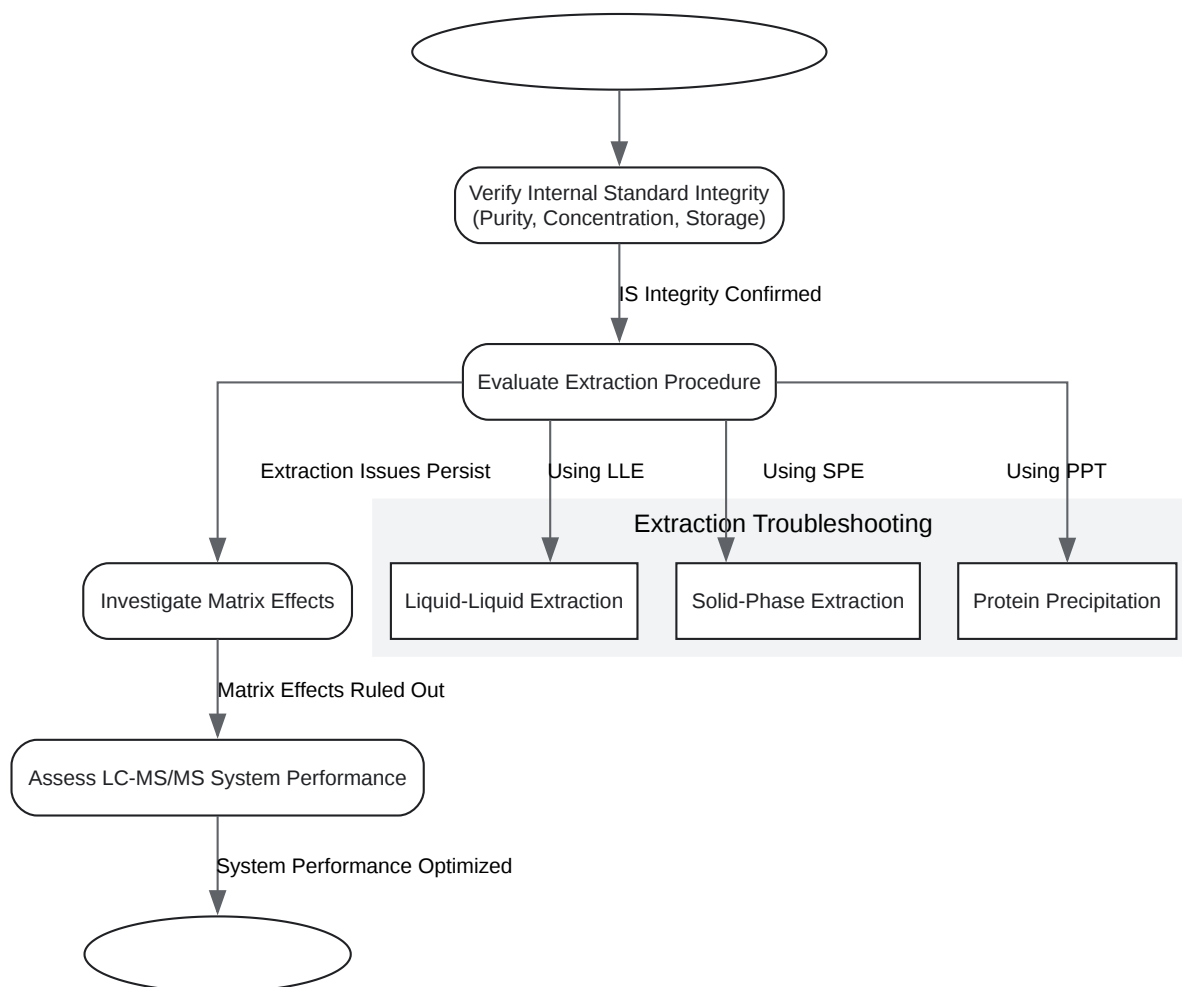 Verify Internal Standard Integrity
(Purity, Concentration, Storage)
IS Integrity Confirmed
Evaluate Extraction Procedure
Extraction Issues Persist
Using LLE
Using SPE
Using PPT
Extraction Troubleshooting
Investigate Matrix Effects
Liquid-Liquid Extraction
Solid-Phase Extraction
Protein Precipitation
Matrix Effects Ruled Out
Assess LC-MS/MS System Performance
System Performance Optimized